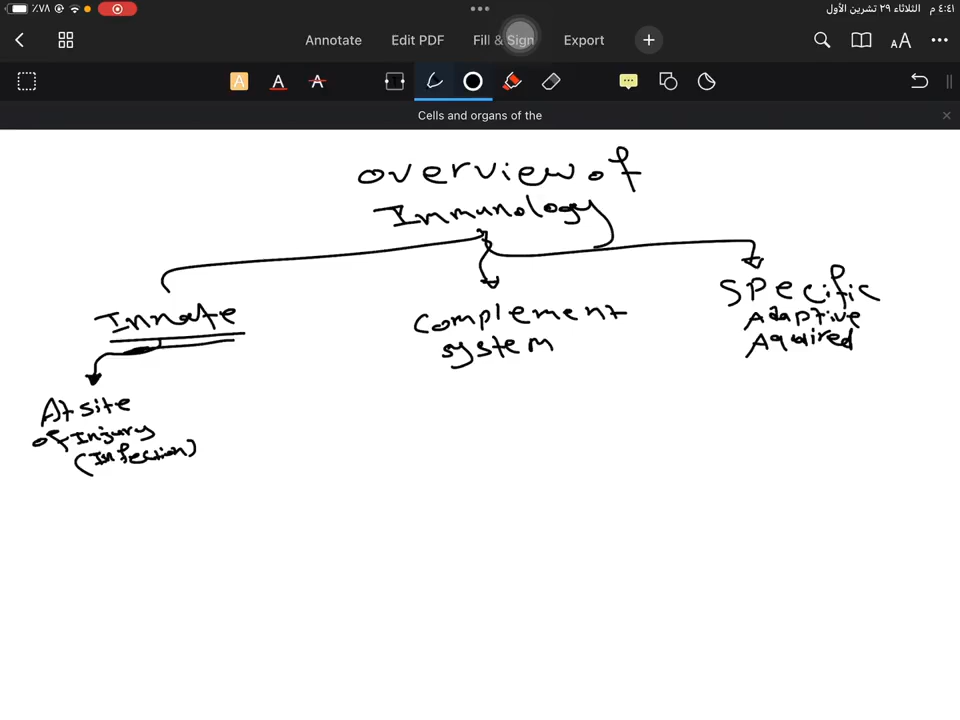 ٪٧٨
٤:٤١ م الثلاثاء ٢٩ تشرين الأول
Annotate Edit PDF Fill & Sign Export
Cells and organs of the
overview of
Immunology
Innate
complement
system
Specific
Adaptive
Aquired
At site
of Injury
(Infection)